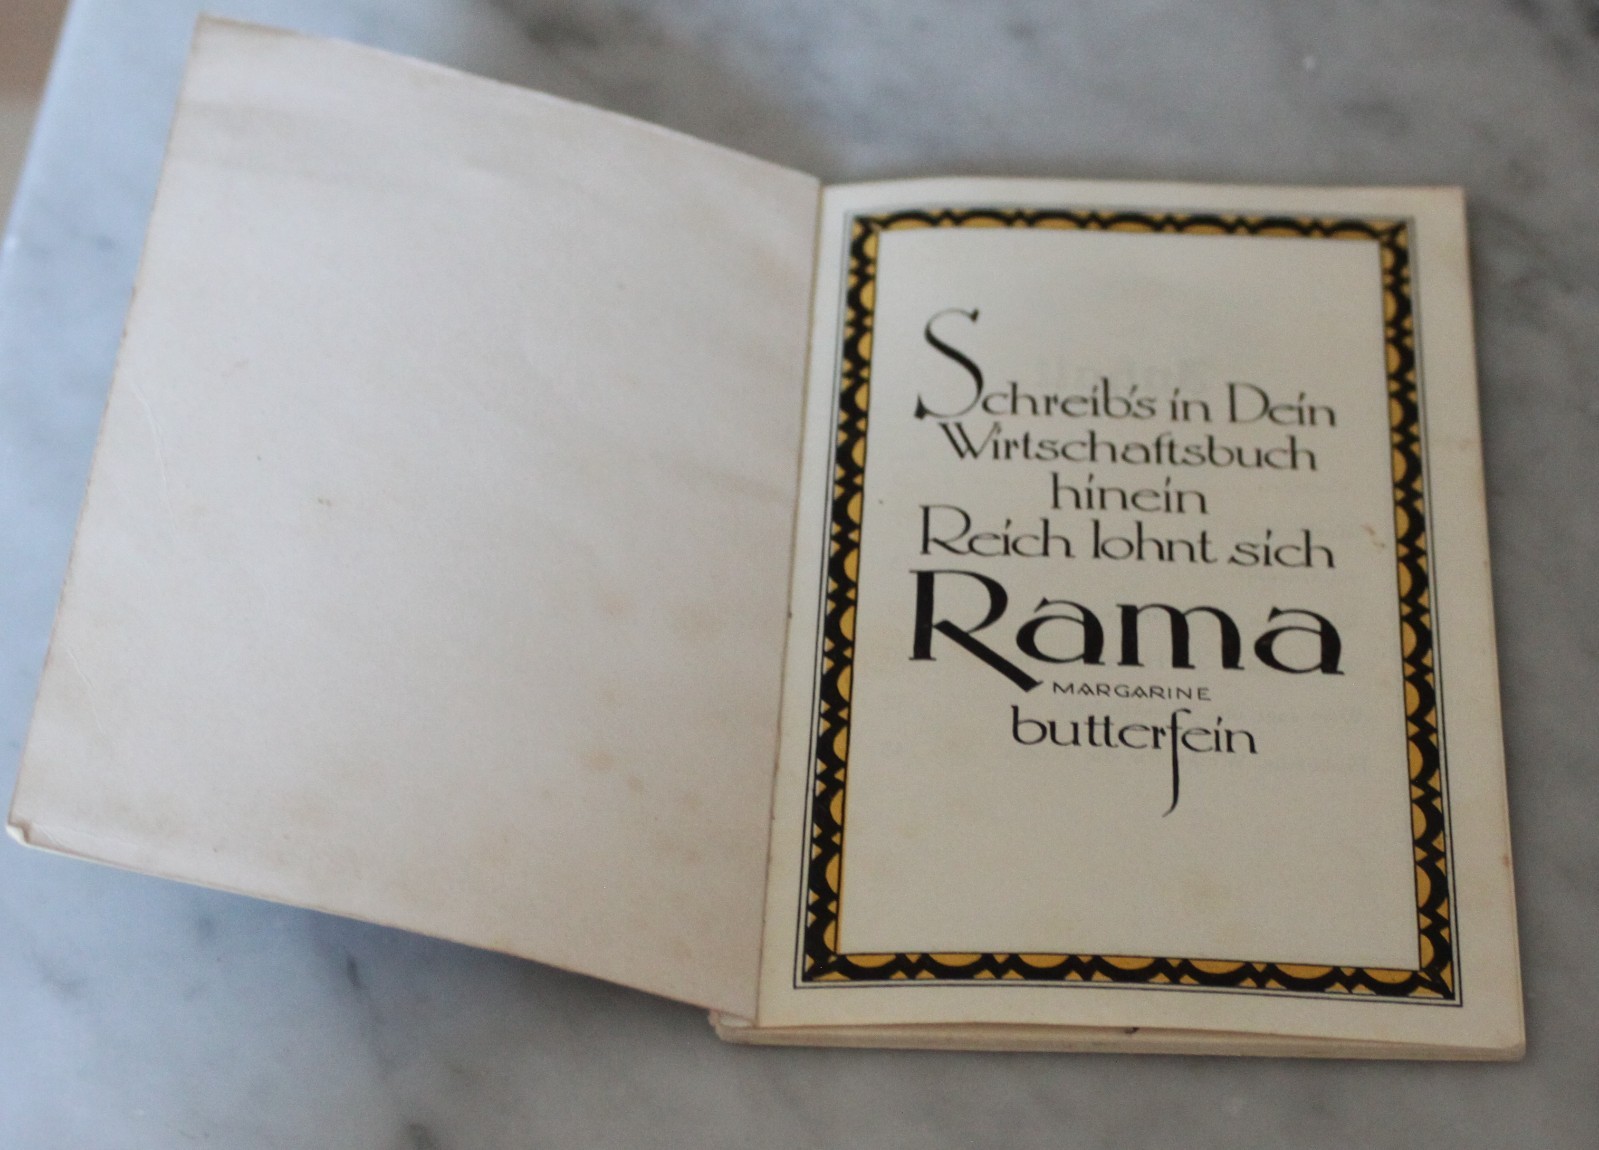 Schreib's in Dein
Wirtschaftsbuch
hinein
Reich lohnt sich
Rama
MARGARINE
butterfein